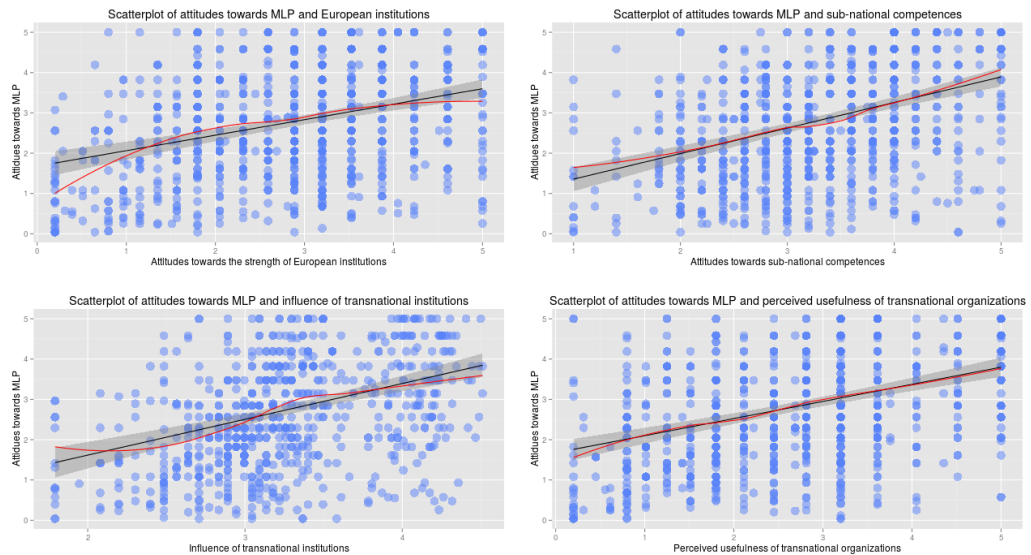 Scatterplot of attitudes towards MLP and European institutions
Attidues towards MLP
5
4
3
2
1
0
0 1 2 3 4 5
Attitudes towards the strength of European institutions
Scatterplot of attitudes towards MLP and sub-national competences
Attidues towards MLP
5
4
3
2
1
0
1 2 3 4 5
Attitudes towards sub-national competences
Scatterplot of attitudes towards MLP and influence of transnational institutions
Attidues towards MLP
5
4
3
2
1
0
2 3 4
Influence of transnational institutions
Scatterplot of attitudes towards MLP and perceived usefulness of transnational organizations
Attidues towards MLP
5
4
3
2
1
0
0 1 2 3 4 5
Perceived usefulness of transnational organizations